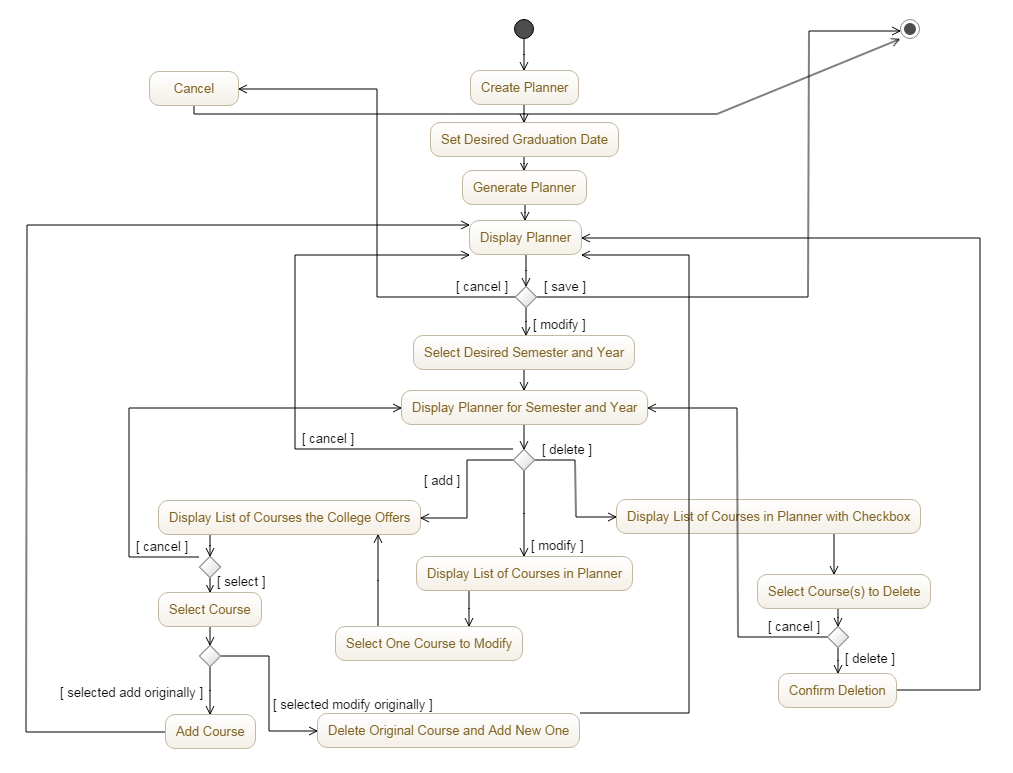 Cancel
Create Planner
Set Desired Graduation Date
Generate Planner
Display Planner
[ cancel ]
[ save ]
[ modify ]
Select Desired Semester and Year
Display Planner for Semester and Year
[ cancel ]
[ delete ]
[ add ]
Display List of Courses the College Offers
Display List of Courses in Planner with Checkbox
[ cancel ]
[ modify ]
[ select ]
Display List of Courses in Planner
Select Course
Select Course(s) to Delete
[ cancel ]
Select One Course to Modify
[ delete ]
[ selected add originally ]
Confirm Deletion
[ selected modify originally ]
Add Course
Delete Original Course and Add New One